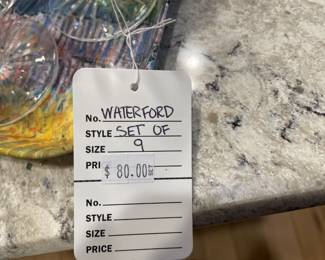 No. WATERFORD
STYLE SET OF
SIZE 9
PRI $ 80.00
No.
STYLE
SIZE
PRICE